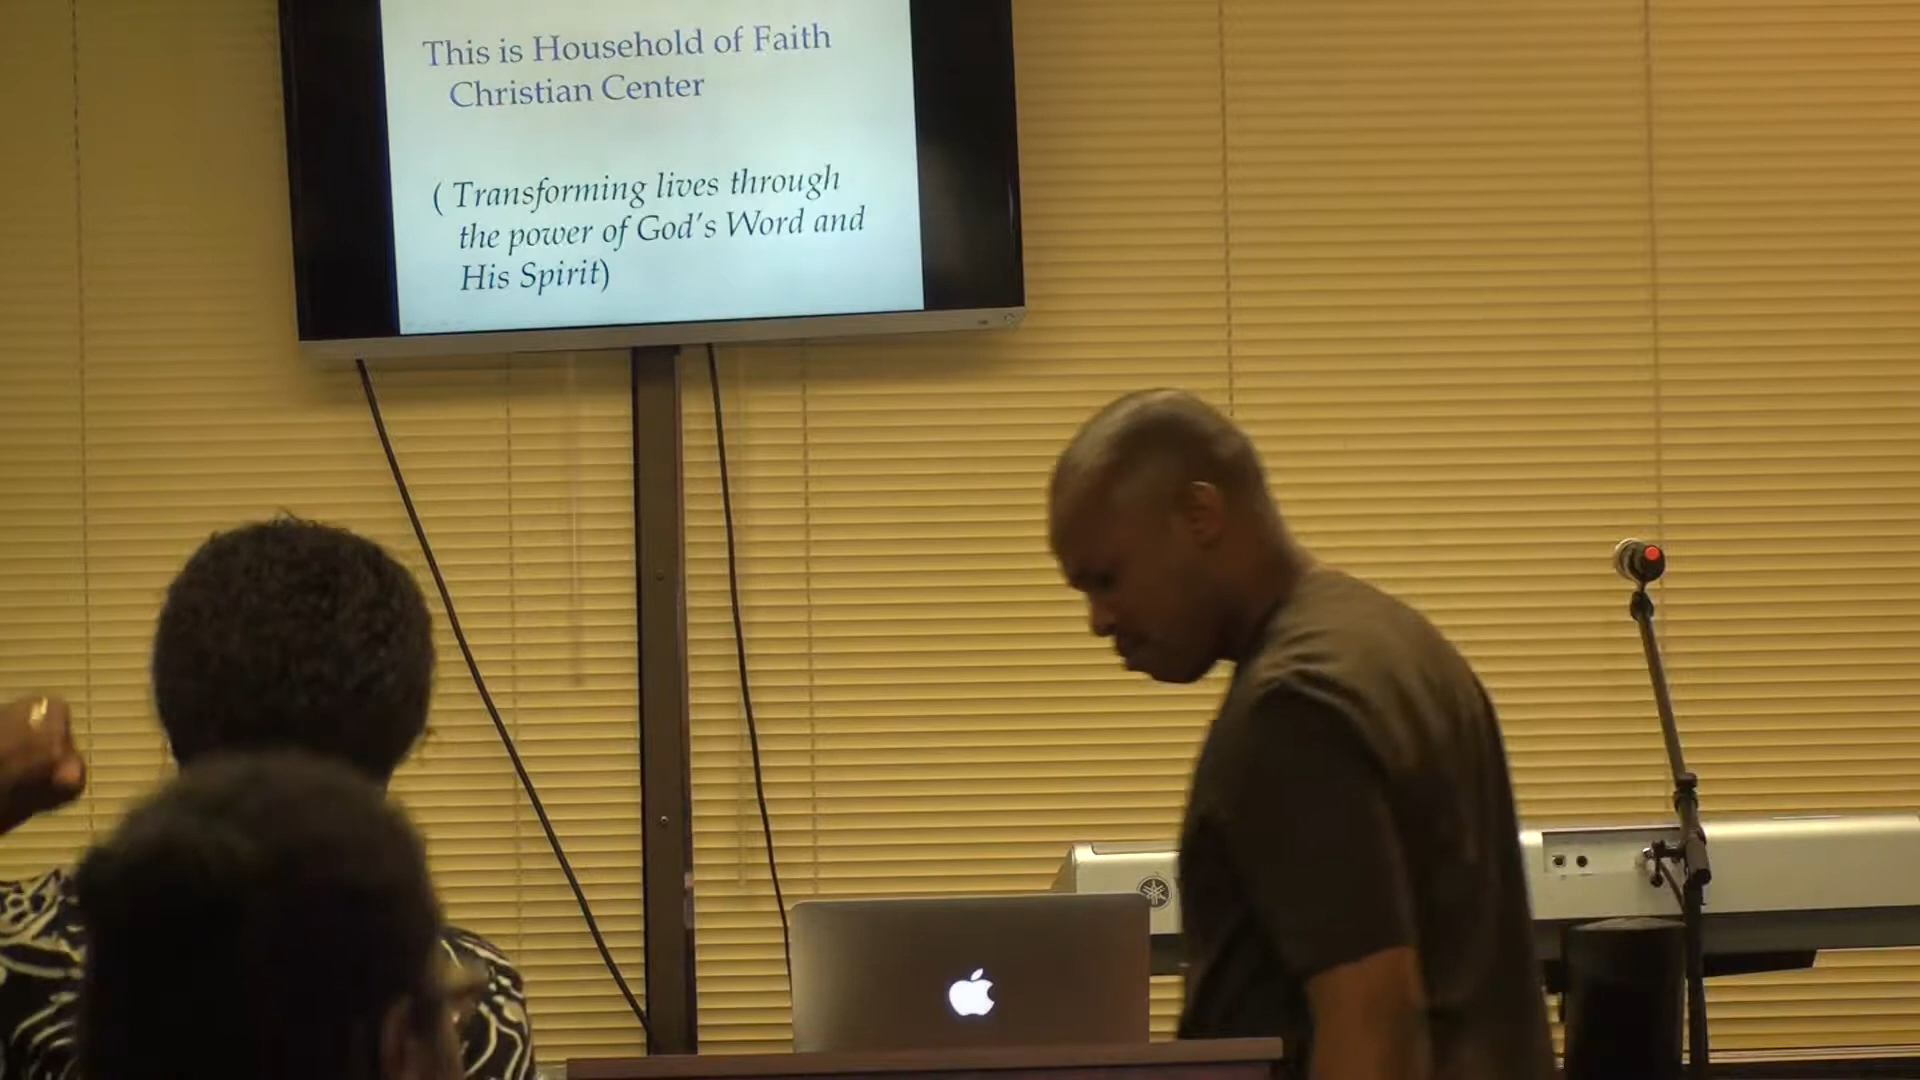 This is Household of Faith
Christian Center
( Transforming lives through
the power of God's Word and
His Spirit)